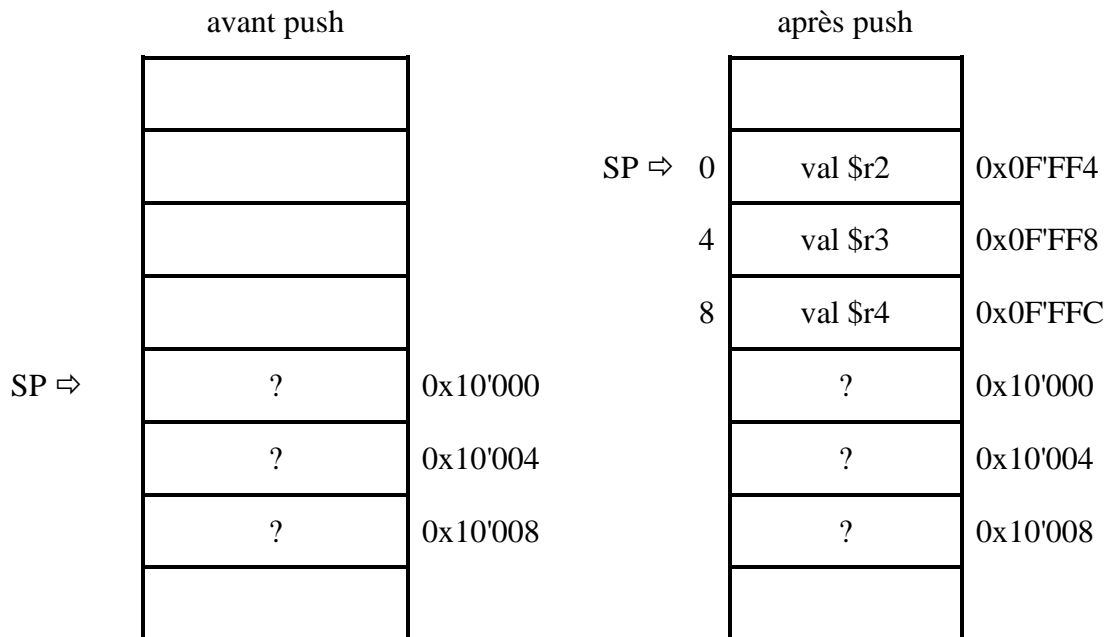 avant push après push
SP ⇨ 0 val $r2 0x0F'FF4
4 val $r3 0x0F'FF8
8 val $r4 0x0F'FFC
SP ⇨ ? 0x10'000 ? 0x10'000
? 0x10'004 ? 0x10'004
? 0x10'008 ? 0x10'008